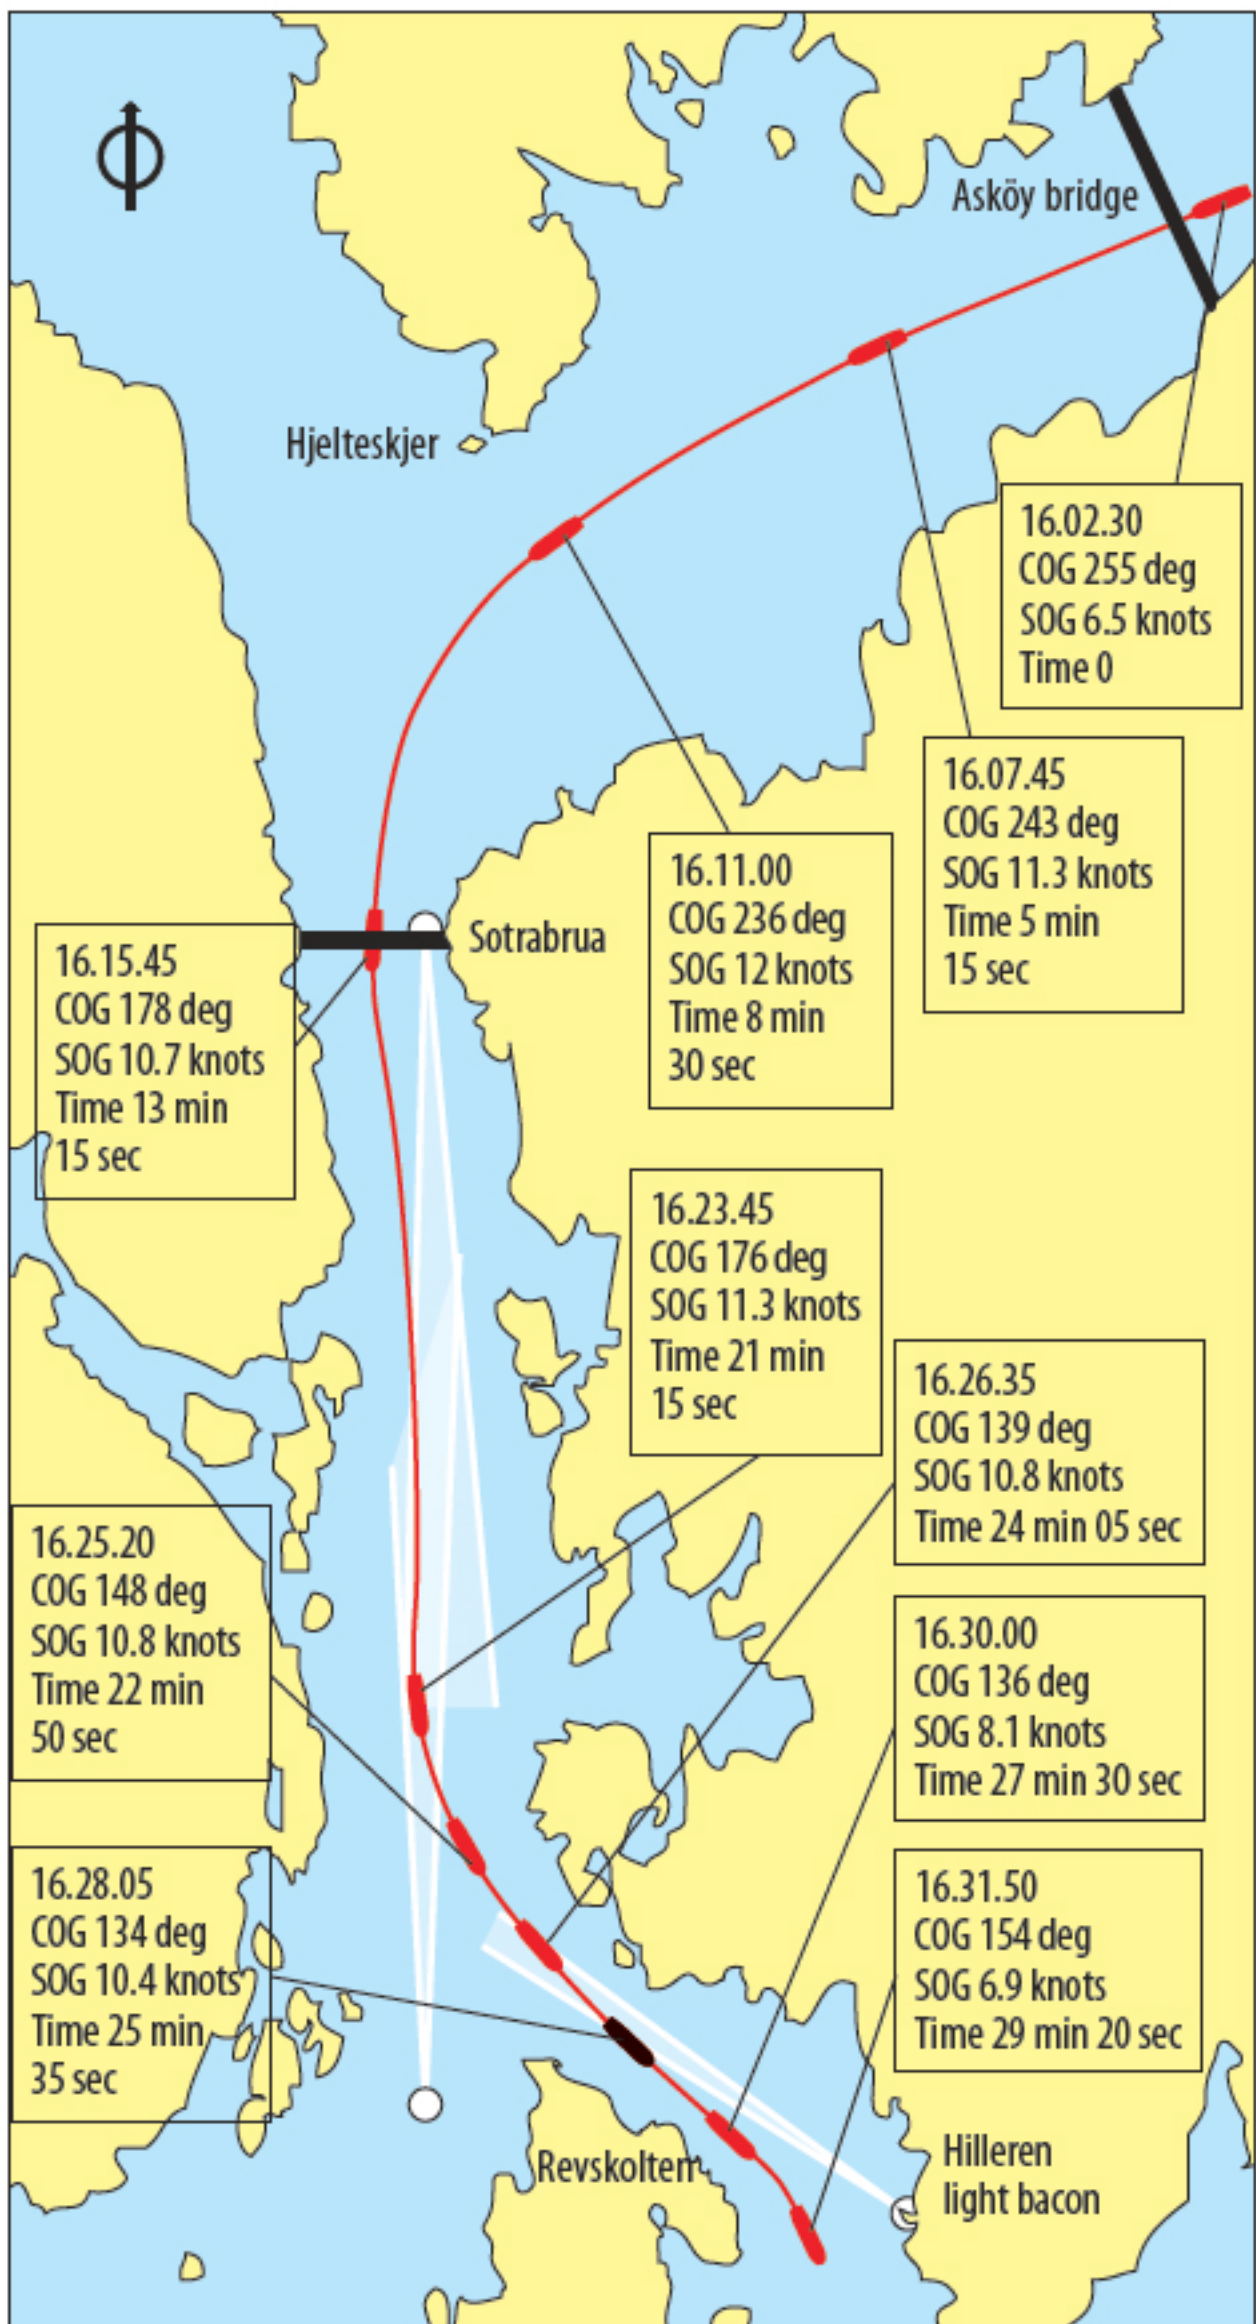 Asköy bridge
Hjelteskjer
16.02.30
COG 255 deg
SOG 6.5 knots
Time 0
16.07.45
COG 243 deg
SOG 11.3 knots
Time 5 min
15 sec
16.11.00
COG 236 deg
SOG 12 knots
Time 8 min
30 sec
Sotrabrua
16.15.45
COG 178 deg
SOG 10.7 knots
Time 13 min
15 sec
16.23.45
COG 176 deg
SOG 11.3 knots
Time 21 min
15 sec
16.26.35
COG 139 deg
SOG 10.8 knots
Time 24 min 05 sec
16.25.20
COG 148 deg
SOG 10.8 knots
Time 22 min
50 sec
16.30.00
COG 136 deg
SOG 8.1 knots
Time 27 min 30 sec
16.28.05
COG 134 deg
SOG 10.4 knots
Time 25 min
35 sec
16.31.50
COG 154 deg
SOG 6.9 knots
Time 29 min 20 sec
Revskolten
Hilleren
light bacon